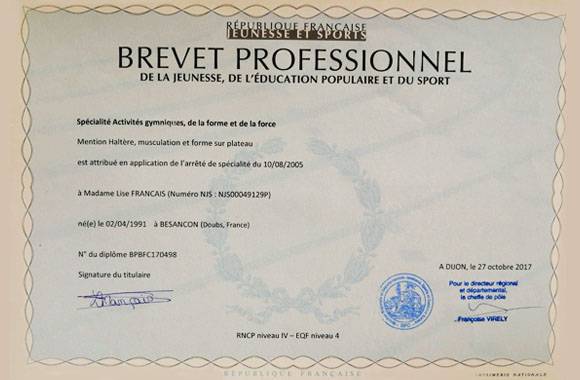 RÉPUBLIQUE FRANÇAISE
JEUNESSE ET SPORTS
BREVET PROFESSIONNEL
DE LA JEUNESSE, DE L'ÉDUCATION POPULAIRE ET DU SPORT
Spécialité Activités gymniques, de la forme et de la force
Mention Haltère, musculation et forme sur plateau
est attribué en application de l'arrêté de spécialité du 10/08/2005
à Madame Lise FRANCAIS (Numéro NJS : NJS00049129P)
né(e) le 02/04/1991 à BESANCON (Doubs, France)
N° du diplôme BPBFC170498
Signature du titulaire
A DIJON, le 27 octobre 2017
Pour le directeur régional
et départemental,
la cheffe de pôle
Françoise VIRELY
RNCP niveau IV – EQF niveau 4
RÉPUBLIQUE FRANÇAISE
IMPRIMERIE NATIONALE